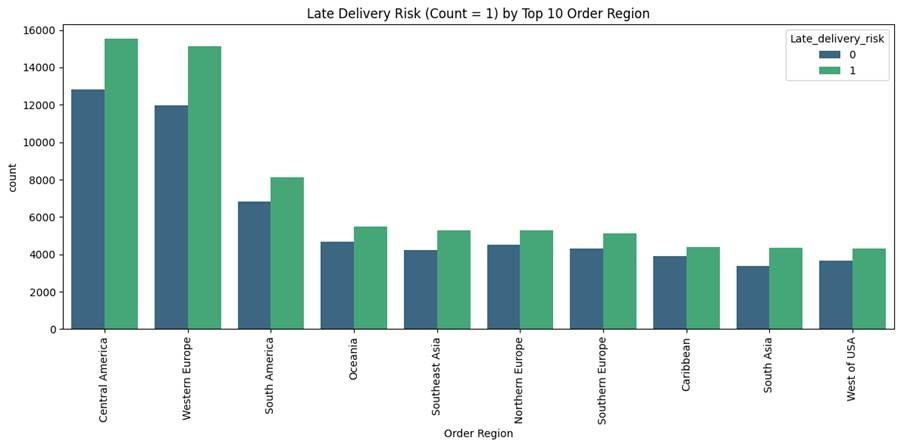 Late Delivery Risk (Count = 1) by Top 10 Order Region
Late_delivery_risk
0
1
16000
14000
12000
10000
8000
6000
4000
2000
0
count
Central America
Western Europe
South America
Oceania
Southeast Asia
Northern Europe
Southern Europe
Caribbean
South Asia
West of USA
Order Region